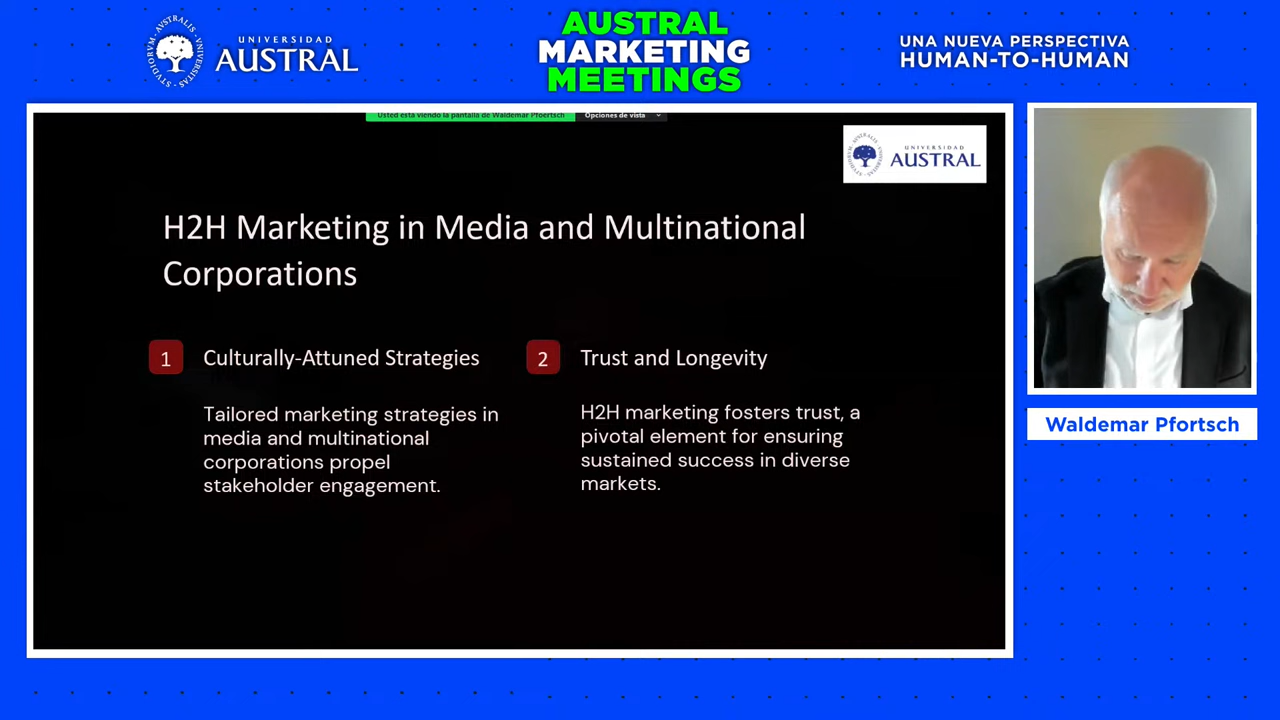 STVDIORVM • AVSTRALIS • VNIVERSITAS
UNIVERSIDAD
AUSTRAL
AUSTRAL
MARKETING
MEETINGS
UNA NUEVA PERSPECTIVA
HUMAN-TO-HUMAN
Usted está viendo la pantalla de Waldemar Pfoertsch
Opciones de vista
UNIVERSIDAD
AUSTRAL
H2H Marketing in Media and Multinational
Corporations
1 Culturally-Attuned Strategies
Tailored marketing strategies in
media and multinational
corporations propel
stakeholder engagement.
2 Trust and Longevity
H2H marketing fosters trust, a
pivotal element for ensuring
sustained success in diverse
markets.
Waldemar Pfortsch